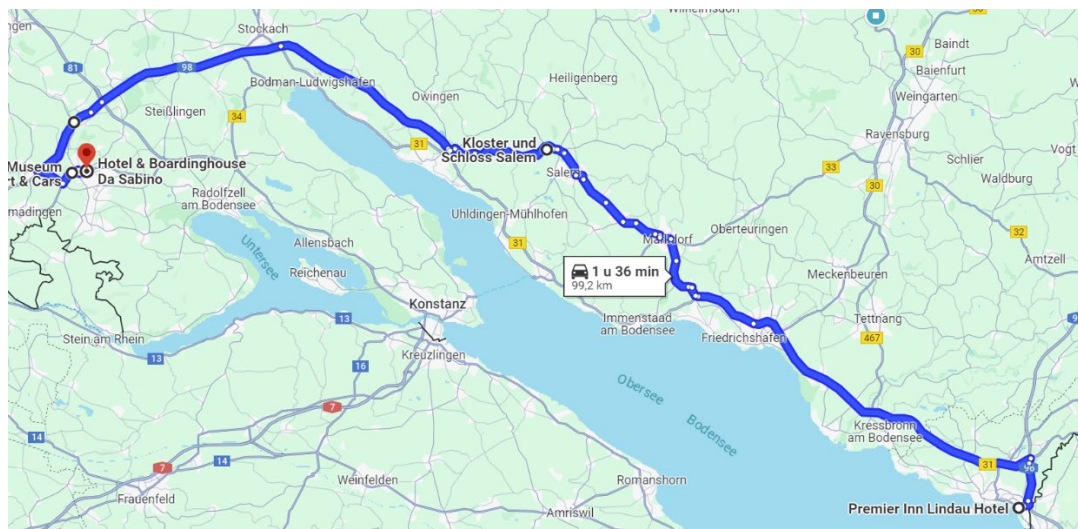 Wilhelmsdorf
30
Stockach
Baindt
30
81
98
Heiligenberg
Baienfurt
Bodman-Ludwigshafen
Owingen
Weingarten
Steißlingen
34
31
Kloster und
Schloss Salem
Ravensburg
Museum
rt & Cars
Hotel & Boardinghouse
Da Sabino
Salem
33
Schlier
Vogt
Waldburg
Radolfzell
am Bodensee
30
madingen
Uhldingen-Mühlhofen
Untersee
Allensbach
31
Markdorf
Oberteuringen
32
Reichenau
1 u 36 min
99,2 km
Meckenbeuren
Amtzell
Konstanz
Immenstaad
am Bodensee
Tettnang
Stein am Rhein
13
13
Friedrichshafen
467
Kreuzlingen
16
Obersee
Bodensee
7
Kressbronn
am Bodensee
14
7
14
31
96
Weinfelden
Romanshorn
Frauenfeld
Amriswil
Premier Inn Lindau Hotel